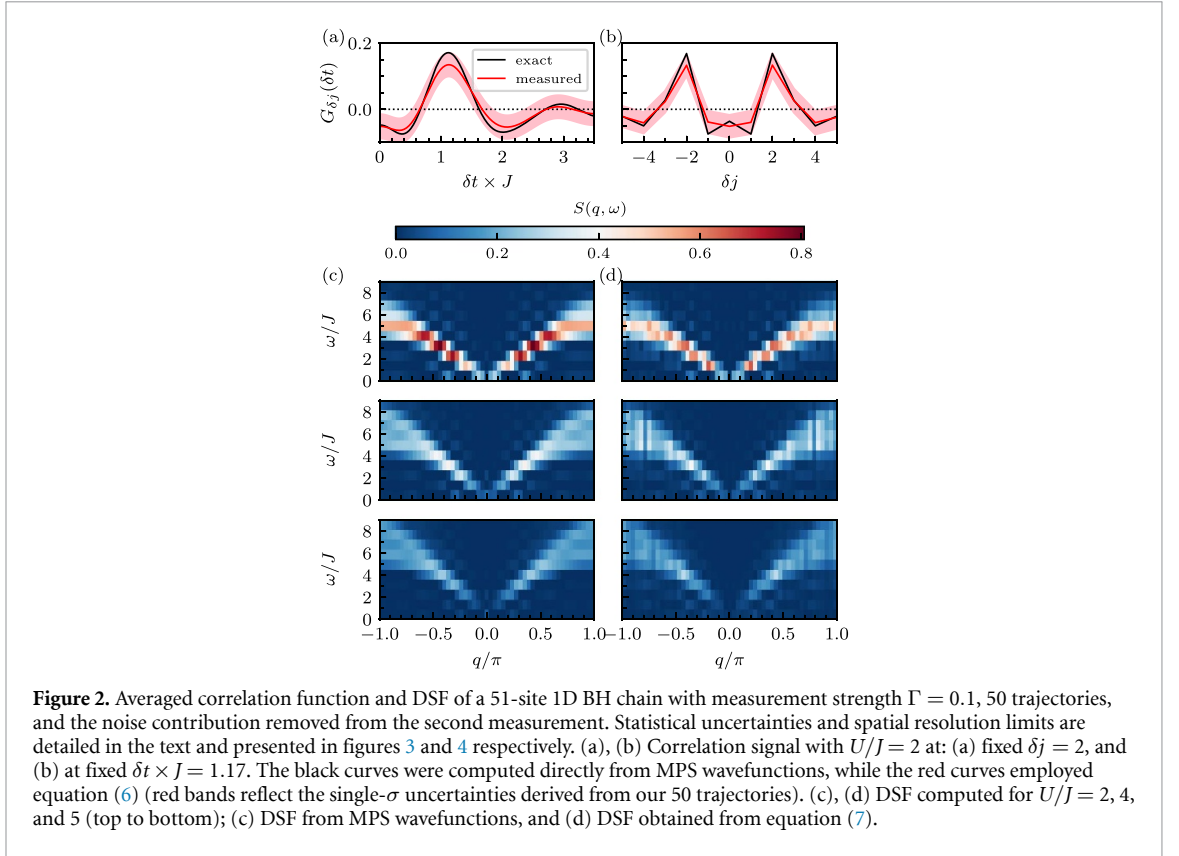 (a)
(b)
0.2
0.0
G_{δj}(δt)
exact
measured
0 1 2 3
−4 −2 0 2 4
δt × J
δj
S(q, ω)
0.0 0.2 0.4 0.6 0.8
(c)
(d)
8
6
4
2
0
ω/J
8
6
4
2
0
ω/J
8
6
4
2
0
ω/J
−1.0 −0.5 0.0 0.5 1.0
−1.0 −0.5 0.0 0.5 1.0
q/π
q/π
Figure 2. Averaged correlation function and DSF of a 51-site 1D BH chain with measurement strength Γ = 0.1, 50 trajectories,
and the noise contribution removed from the second measurement. Statistical uncertainties and spatial resolution limits are
detailed in the text and presented in figures 3 and 4 respectively. (a), (b) Correlation signal with U/J = 2 at: (a) fixed δj = 2, and
(b) at fixed δt × J = 1.17. The black curves were computed directly from MPS wavefunctions, while the red curves employed
equation (6) (red bands reflect the single-σ uncertainties derived from our 50 trajectories). (c), (d) DSF computed for U/J = 2, 4,
and 5 (top to bottom); (c) DSF from MPS wavefunctions, and (d) DSF obtained from equation (7).